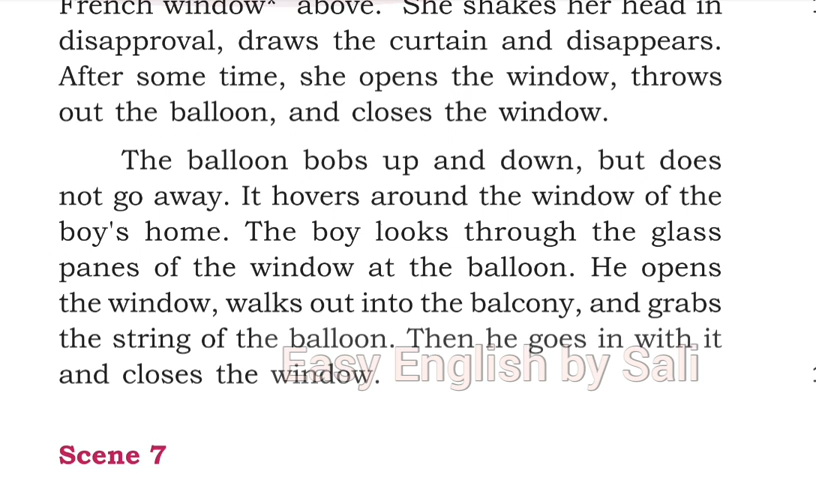 French window^ above. She shakes her head in
disapproval, draws the curtain and disappears.
After some time, she opens the window, throws
out the balloon, and closes the window.
The balloon bobs up and down, but does
not go away. It hovers around the window of the
boy's home. The boy looks through the glass
panes of the window at the balloon. He opens
the window, walks out into the balcony, and grabs
the string of the balloon. Then he goes in with it
and closes the window.
Easy English by Sali
Scene 7